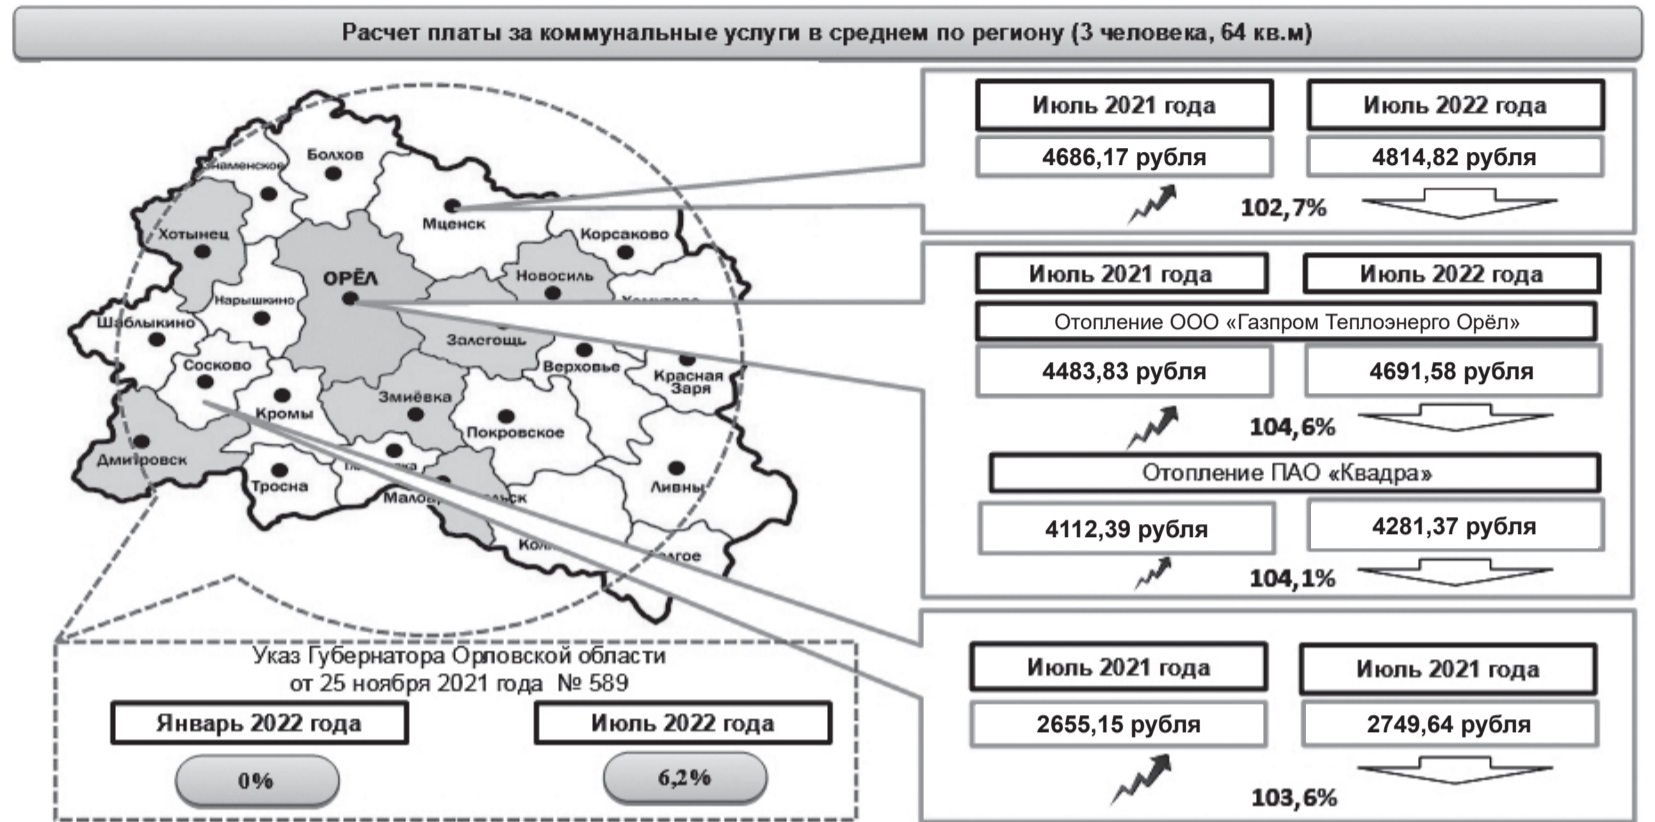 Расчет платы за коммунальные услуги в среднем по региону (3 человека, 64 кв.м)
Болхов
Мценск
Корсаково
Хотынец
ОРЁЛ
Новосиль
Нарышкино
Шаблыкино
Залегощь
Верховье
Красная
Заря
Сосково
Змиёвка
Кромы
Покровское
Дмитровск
Тросна
Ливны
Июль 2021 года Июль 2022 года
4686,17 рубля 4814,82 рубля
102,7%
Июль 2021 года Июль 2022 года
Отопление ООО «Газпром Теплоэнерго Орёл»
4483,83 рубля 4691,58 рубля
104,6%
Отопление ПАО «Квадра»
4112,39 рубля 4281,37 рубля
104,1%
Июль 2021 года Июль 2021 года
2655,15 рубля 2749,64 рубля
103,6%
Указ Губернатора Орловской области
от 25 ноября 2021 года № 589
Январь 2022 года Июль 2022 года
0% 6,2%